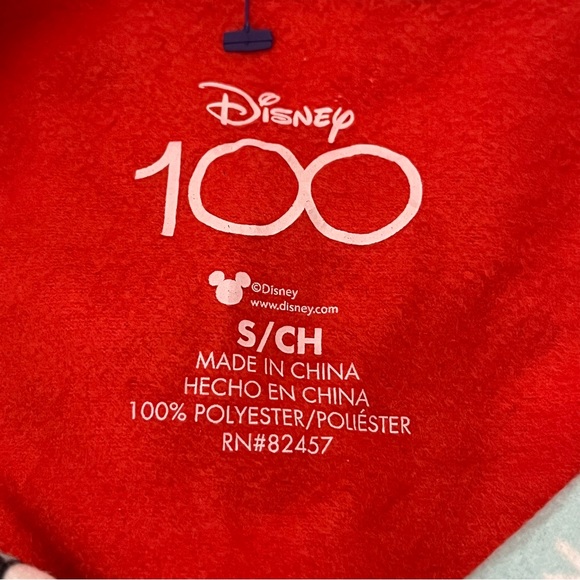 Disney
100
©Disney
www.disney.com
S/CH
MADE IN CHINA
HECHO EN CHINA
100% POLYESTER/POLIÉSTER
RN#82457